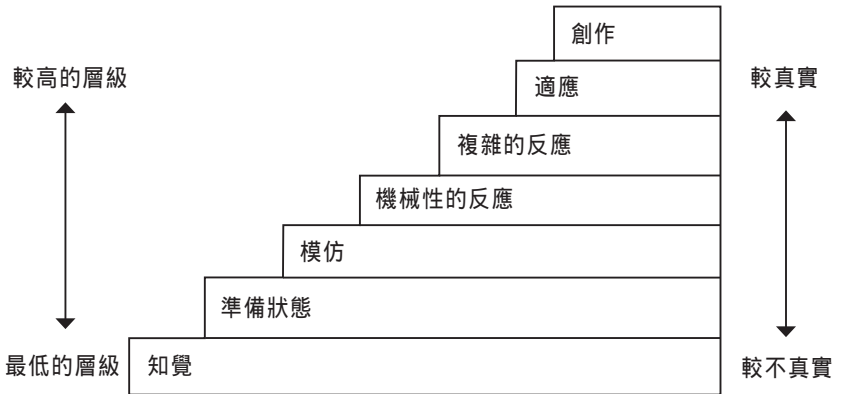 創作
較高的層級
適應
較真實
複雜的反應
機械性的反應
模仿
準備狀態
最低的層級
知覺
較不真實